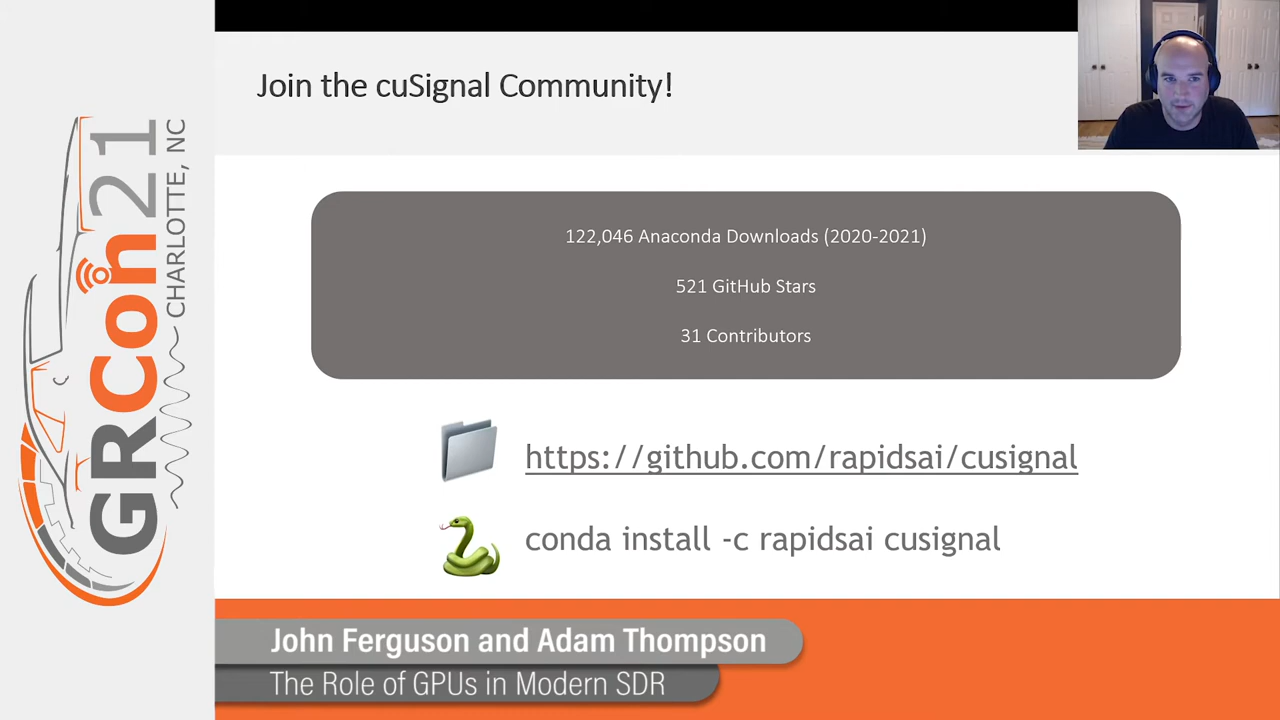 Join the cuSignal Community!
122,046 Anaconda Downloads (2020-2021)
521 GitHub Stars
31 Contributors
https://github.com/rapidsai/cusignal
conda install -c rapidsai cusignal
GRCon21
CHARLOTTE, NC
John Ferguson and Adam Thompson
The Role of GPUs in Modern SDR